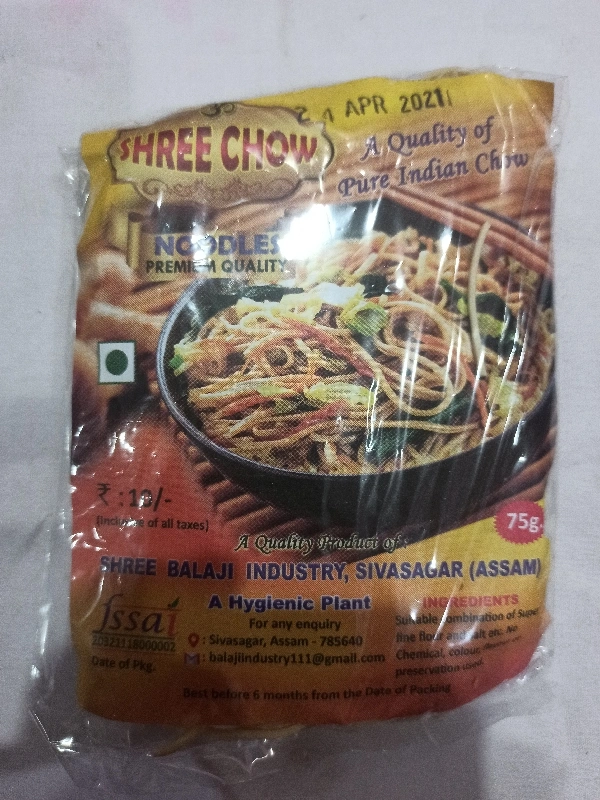 APR 2021
SHREE CHOW
A Quality of
Pure Indian Chow
NOODLES
PREMIUM QUALITY
₹ :10/-
(Inclusive of all taxes)
75g.
A Quality Product of :
SHREE BALAJI INDUSTRY, SIVASAGAR (ASSAM)
A Hygienic Plant
For any enquiry
: Sivasagar, Assam - 785640
: balajiindustry111@gmail.com
fssai
20321118000002
Date of Pkg.
INGREDIENTS
Suitable combination of Super
fine flour and salt etc. No
Chemical, colour,
preservation used.
Best before 6 months from the Date of Packing